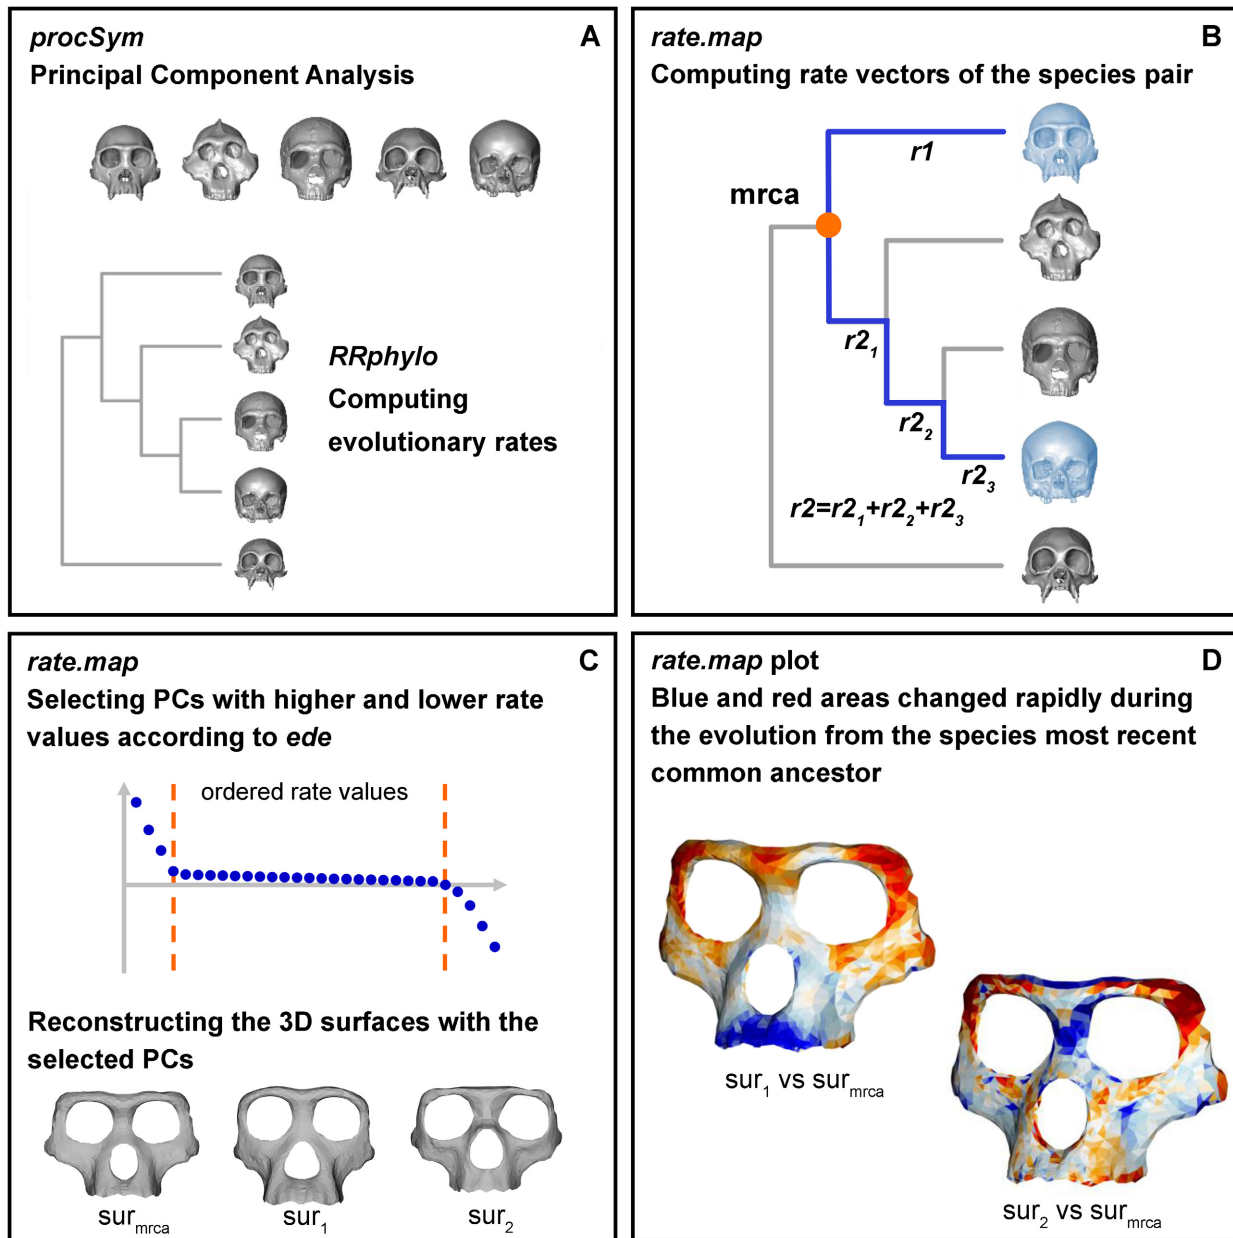 procSym
A
Principal Component Analysis
RRphylo
Computing
evolutionary rates
rate.map
B
Computing rate vectors of the species pair
r1
mrca
r2₁
r2₂
r2₃
r2=r2₁+r2₂+r2₃
rate.map
C
Selecting PCs with higher and lower rate
values according to ede
ordered rate values
Reconstructing the 3D surfaces with the
selected PCs
sur_mrca
sur₁
sur₂
rate.map plot
D
Blue and red areas changed rapidly during
the evolution from the species most recent
common ancestor
sur₁ vs sur_mrca
sur₂ vs sur_mrca